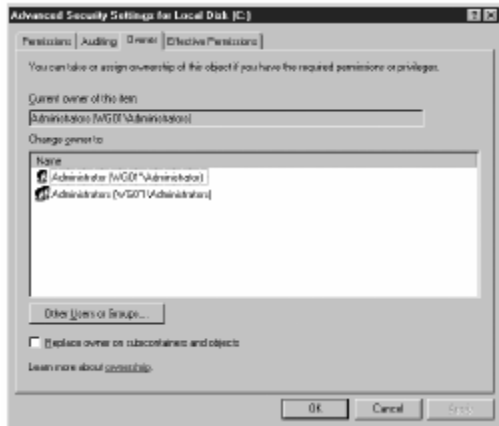 Advanced Security Settings for Local Disk (C:)
Permissions Auditing Owner Effective Permissions
You can take or assign ownership of this object if you have the required permissions or privileges.
Current owner of this item:
Administrators (WG01\Administrators)
Change owner to:
Name
Administrator (WG01\Administrator)
Administrators (WG01\Administrators)
Other Users or Groups...
Replace owner on subcontainers and objects
Learn more about ownership.
OK Cancel Apply